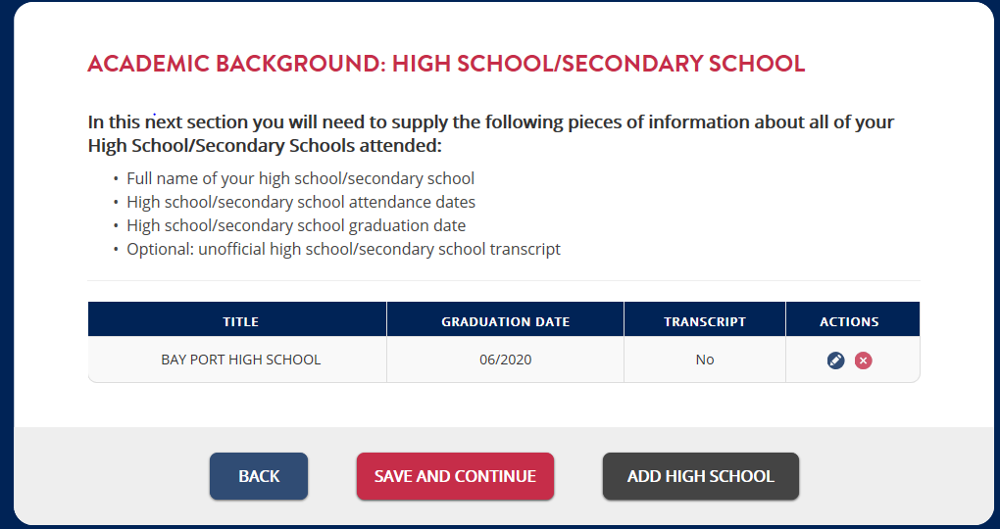 ACADEMIC BACKGROUND: HIGH SCHOOL/SECONDARY SCHOOL
In this next section you will need to supply the following pieces of information about all of your
High School/Secondary Schools attended:
• Full name of your high school/secondary school
• High school/secondary school attendance dates
• High school/secondary school graduation date
• Optional: unofficial high school/secondary school transcript
TITLE GRADUATION DATE TRANSCRIPT ACTIONS
BAY PORT HIGH SCHOOL 06/2020 No
BACK SAVE AND CONTINUE ADD HIGH SCHOOL